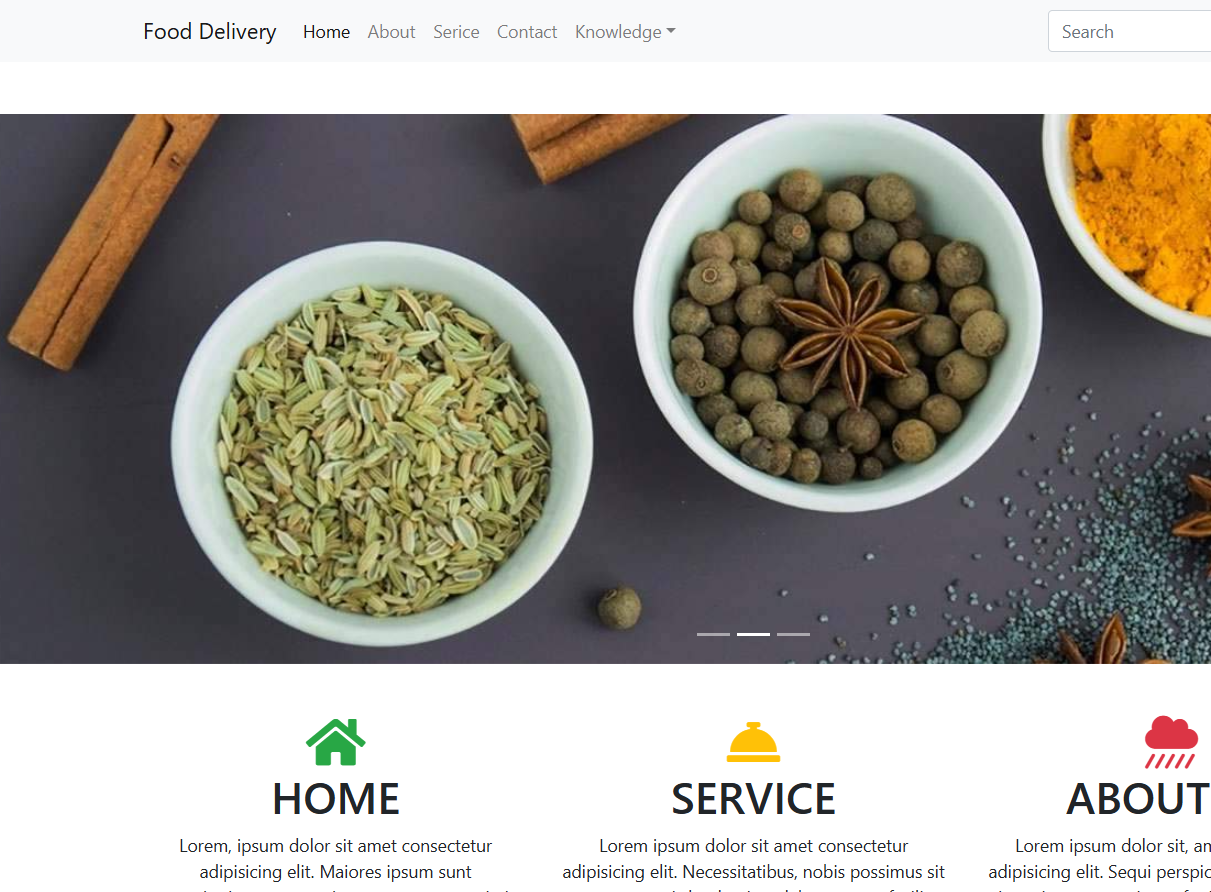 Food Delivery Home About Serice Contact Knowledge Search
HOME
Lorem, ipsum dolor sit amet consectetur
adipisicing elit. Maiores ipsum sunt
SERVICE
Lorem ipsum dolor sit amet consectetur
adipisicing elit. Necessitatibus, nobis possimus sit
ABOUT
Lorem ipsum dolor sit, am
adipisicing elit. Sequi perspic